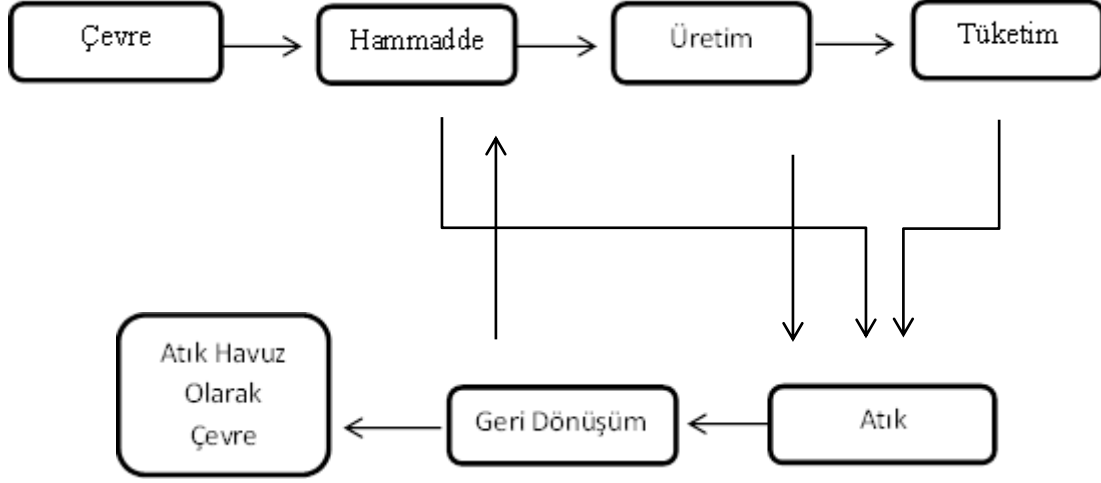 Çevre
Hammadde
Üretim
Tüketim
Atık Havuz
Olarak
Çevre
Geri Dönüşüm
Atık